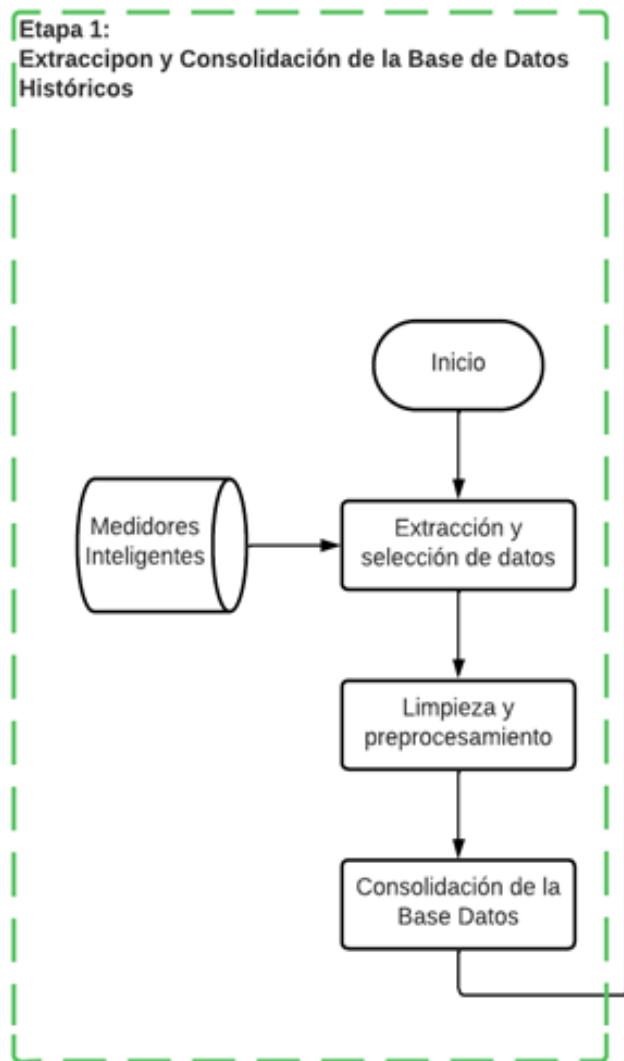 Etapa 1:
Extraccipon y Consolidación de la Base de Datos
Históricos
Inicio
Medidores
Inteligentes
Extracción y
selección de datos
Limpieza y
preprocesamiento
Consolidación de la
Base Datos